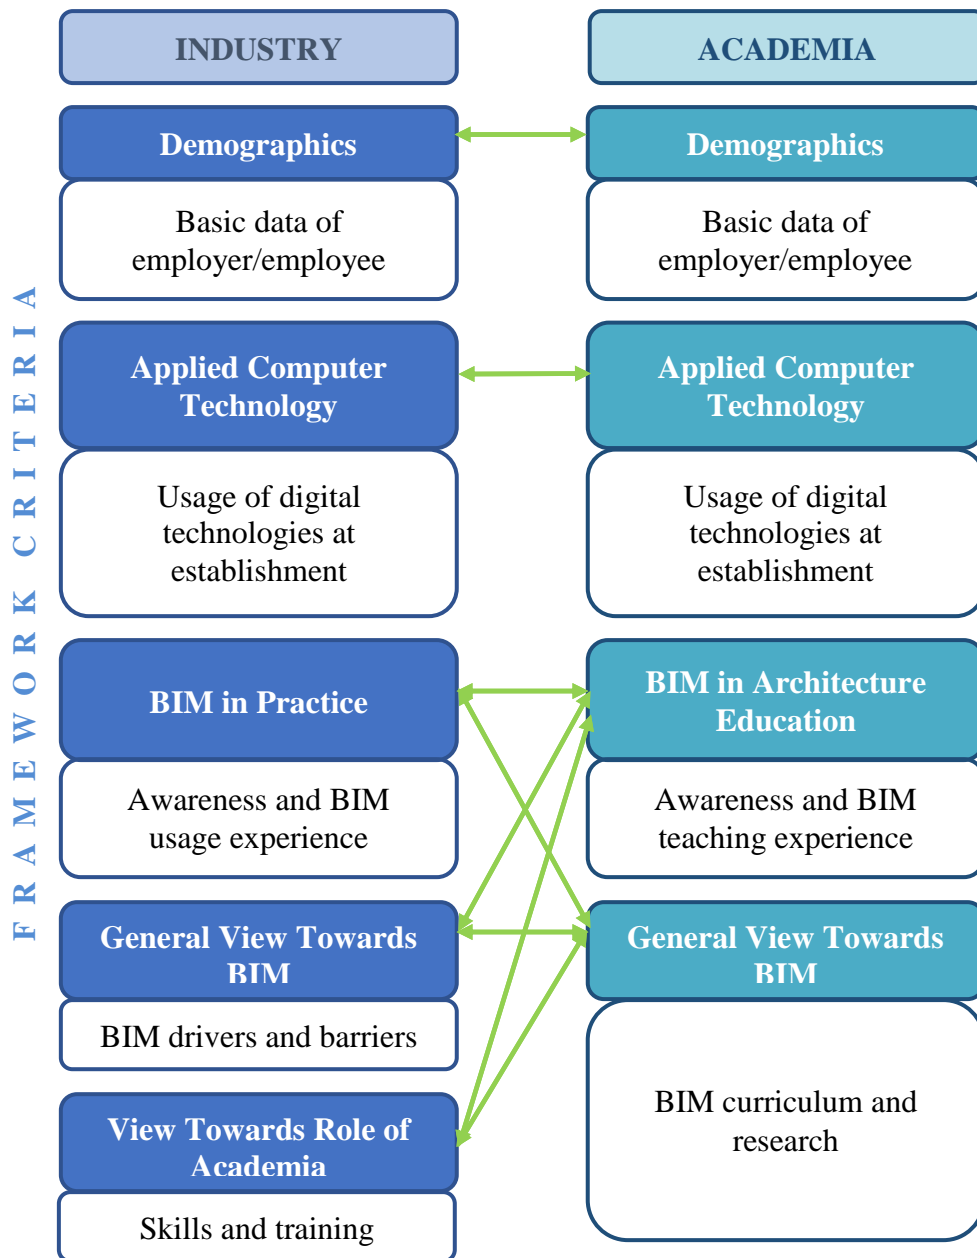 INDUSTRY
ACADEMIA
FRAMEWORK CRITERIA
Demographics
Demographics
Basic data of
employer/employee
Basic data of
employer/employee
Applied Computer
Technology
Applied Computer
Technology
Usage of digital
technologies at
establishment
Usage of digital
technologies at
establishment
BIM in Practice
BIM in Architecture
Education
Awareness and BIM
usage experience
Awareness and BIM
teaching experience
General View Towards
BIM
General View Towards
BIM
BIM drivers and barriers
BIM curriculum and
research
View Towards Role of
Academia
Skills and training